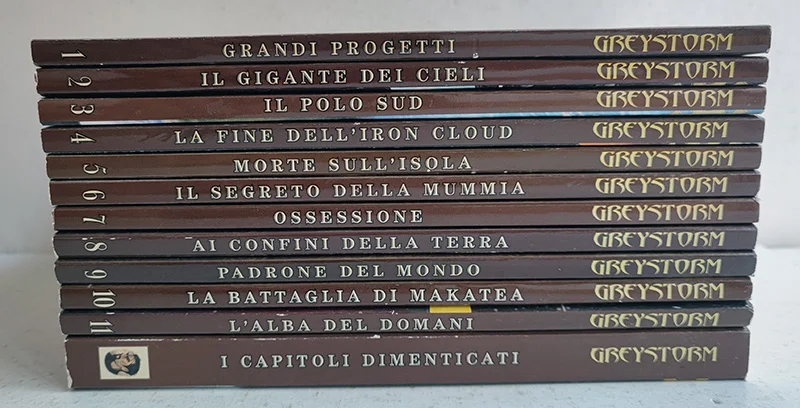 1 GRANDI PROGETTI GREYSTORM
2 IL GIGANTE DEI CIELI GREYSTORM
3 IL POLO SUD GREYSTORM
4 LA FINE DELL'IRON CLOUD GREYSTORM
5 MORTE SULL'ISOLA GREYSTORM
6 IL SEGRETO DELLA MUMMIA GREYSTORM
7 OSSESSIONE GREYSTORM
8 AI CONFINI DELLA TERRA GREYSTORM
9 PADRONE DEL MONDO GREYSTORM
10 LA BATTAGLIA DI MAKATEA GREYSTORM
11 L'ALBA DEL DOMANI GREYSTORM
I CAPITOLI DIMENTICATI GREYSTORM